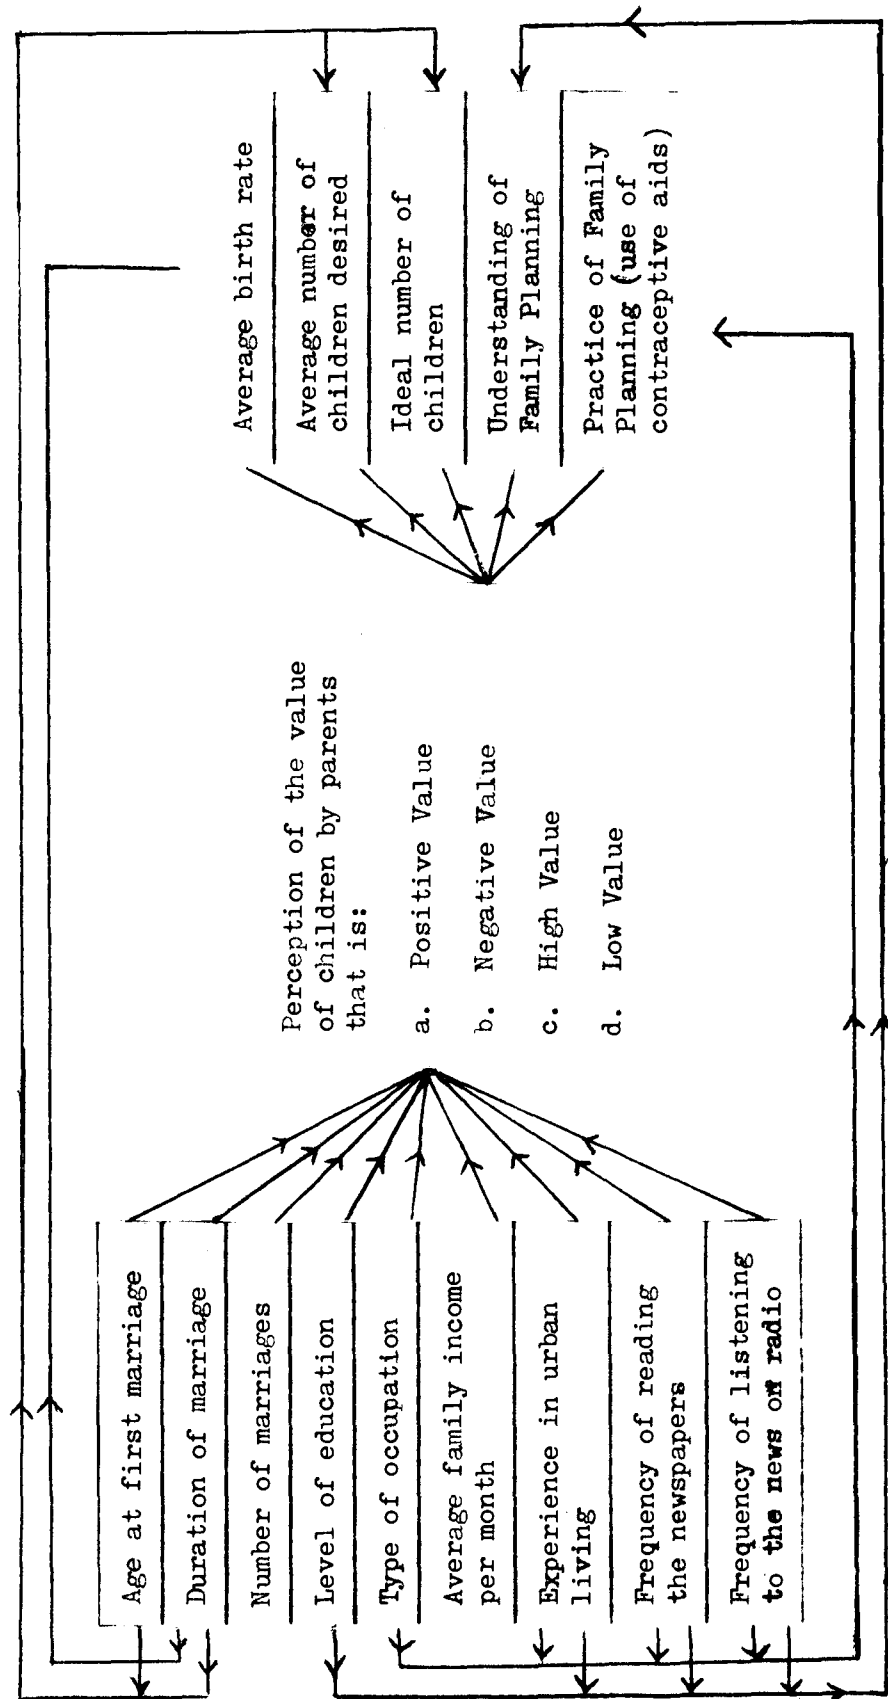 Age at first marriage
Duration of marriage
Number of marriages
Level of education
Type of occupation
Average family income
per month
Experience in urban
living
Frequency of reading
the newspapers
Frequency of listening
to the news on radio
Perception of the value
of children by parents
that is:
a. Positive Value
b. Negative Value
c. High Value
d. Low Value
Average birth rate
Average number of
children desired
Ideal number of
children
Understanding of
Family Planning
Practice of Family
Planning (use of
contraceptive aids)